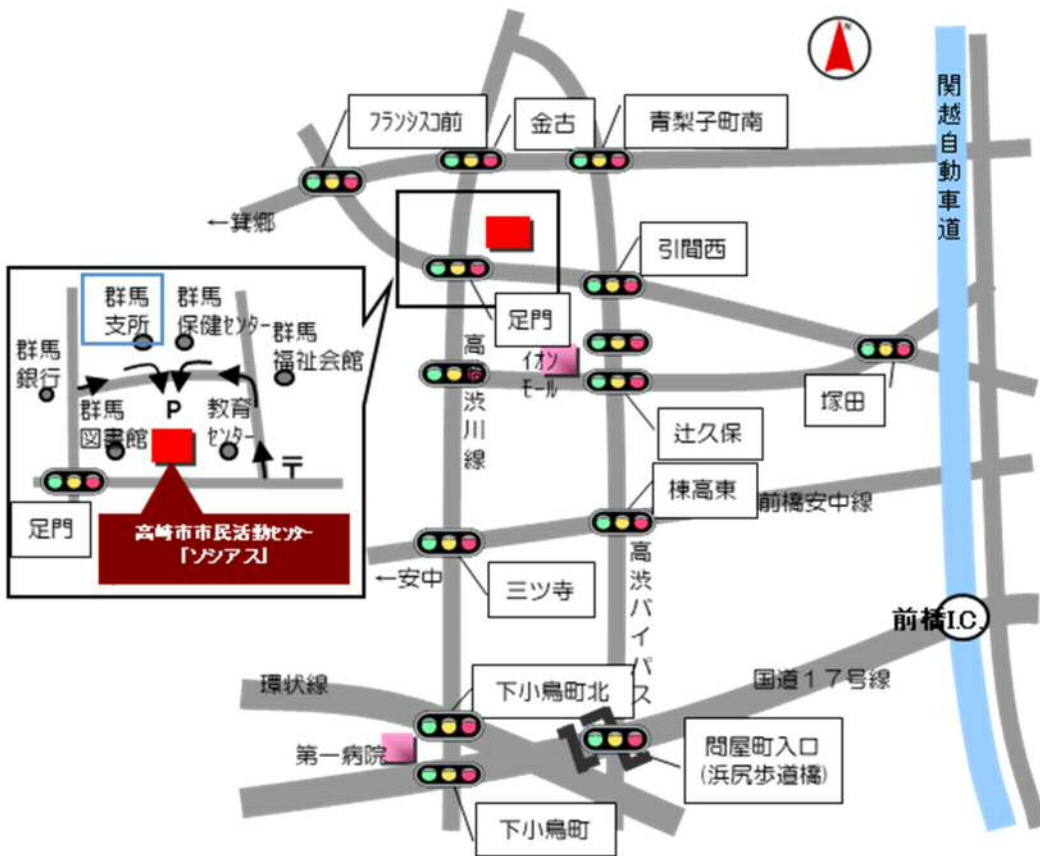 N
フランシスコ前
金古
青梨子町南
関越自動車道
←箕郷
引間西
足門
イオン
モール
高渋川線
塚田
辻久保
棟高東
前橋安中線
←安中
三ツ寺
高渋バイパス
前橋I.C.
環状線
下小鳥町北
国道17号線
第一病院
問屋町入口
(浜尻歩道橋)
下小鳥町
群馬
支所
群馬
保健センター
群馬
福祉会館
群馬
銀行
P
群馬
図書館
教育
センター
〒
足門
高崎市市民活動センター
「ソシアス」